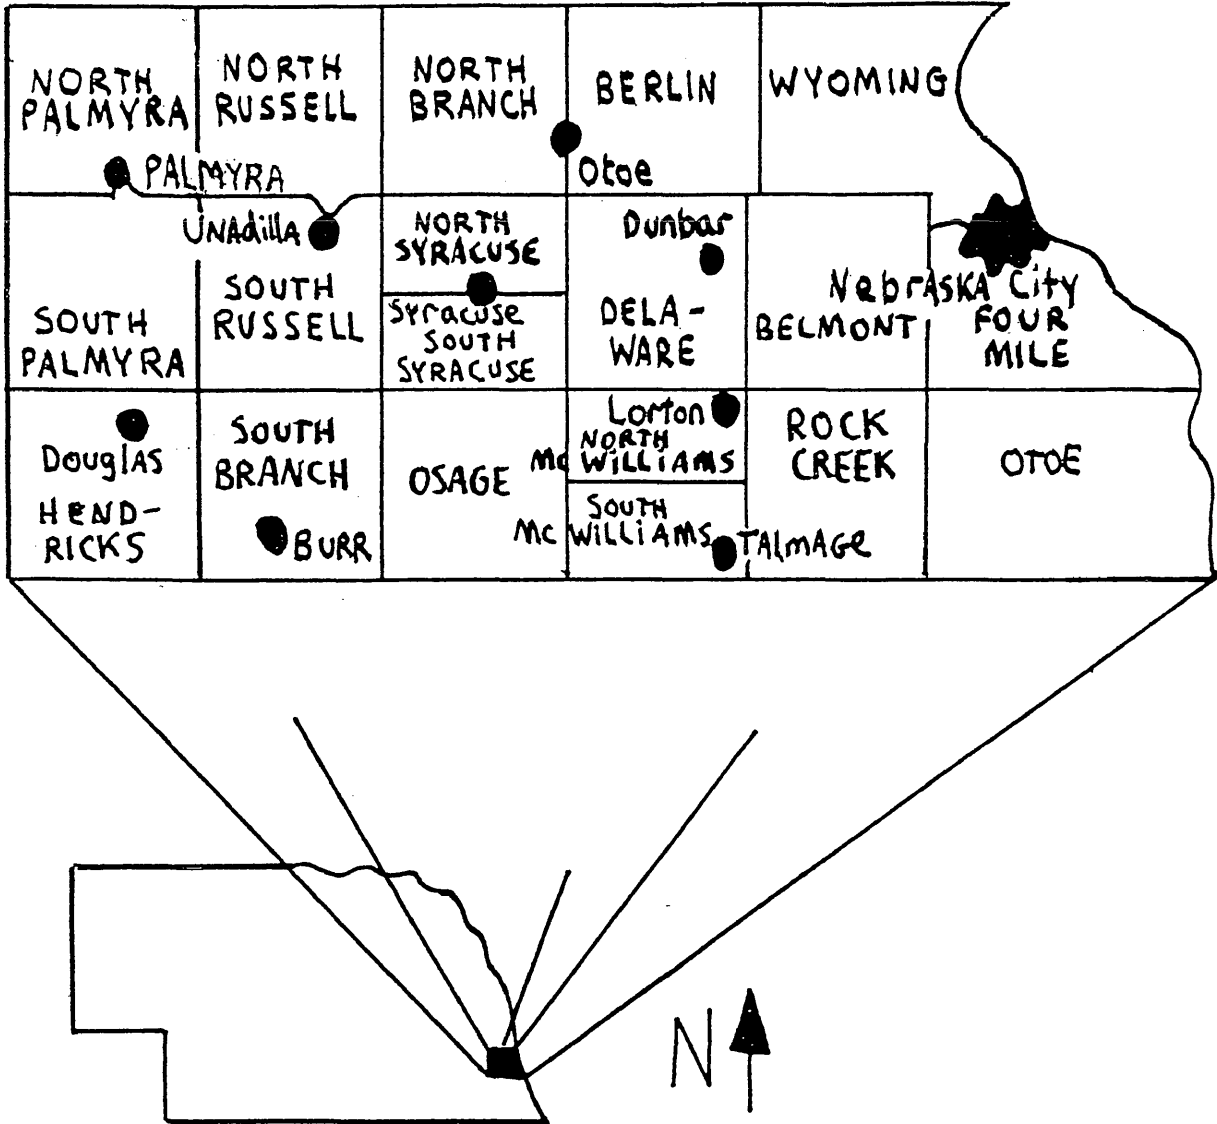 NORTH
PALMYRA
NORTH
RUSSELL
NORTH
BRANCH
BERLIN
WYOMING
PALMYRA
Otoe
UNAdillA
NORTH
SYRACUSE
Dunbar
SOUTH
PALMYRA
SOUTH
RUSSELL
Syracuse
SOUTH
SYRACUSE
DELA-
WARE
BELMONT
NebrASKA City
FOUR
MILE
Douglas
HEND-
RICKS
SOUTH
BRANCH
BURR
OSAGE
Lorton
NORTH
Mc WILLiAMS
SOUTH
Mc WILLiAMS
TAlmAGe
ROCK
CREEK
OTOE
N